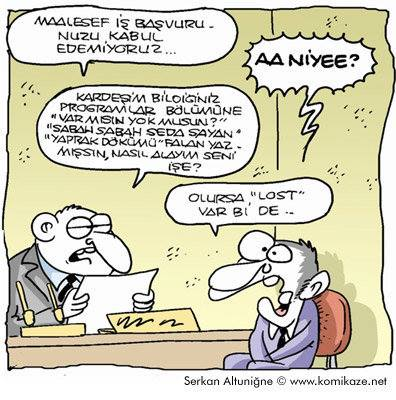 MAALESEF İŞ BAŞVURU-
NUZU KABUL
EDEMİYORUZ...
AA NİYEE?
KARDEŞİM BİLDİĞİNİZ
PROGRAMLAR BÖLÜMÜNE
"VAR MISIN YOK MUSUN?"
"SABAH SABAH SEDA SAYAN"
"YAPRAK DÖKÜMÜ" FALAN YAZ-
MIŞSIN, NASIL ALAYIM SENİ
İŞE?
OLURSA, "LOST"
VAR Bİ DE..
Serkan Altuniğne © www.komikaze.net